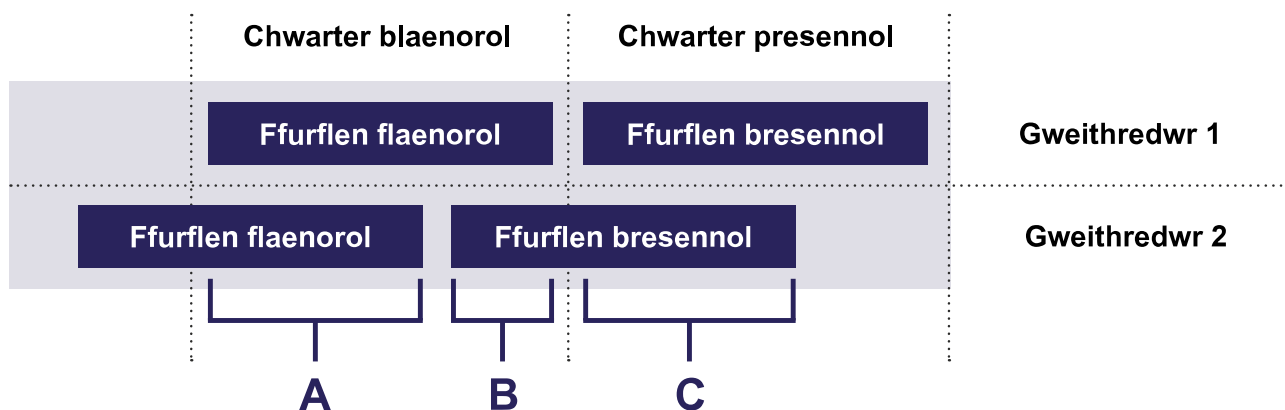 Chwarter blaenorol
Chwarter presennol
Ffurflen flaenorol
Ffurflen bresennol
Gweithredwr 1
Ffurflen flaenorol
Ffurflen bresennol
Gweithredwr 2
A
B
C